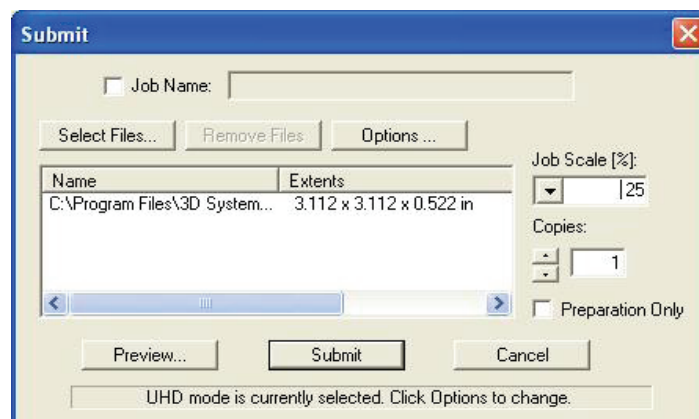 Submit
Job Name:
Select Files... Remove Files Options ...
Job Scale [%]:
Name Extents
25
C:\Program Files\3D System... 3.112 x 3.112 x 0.522 in
Copies:
1
Preparation Only
Preview... Submit Cancel
UHD mode is currently selected. Click Options to change.